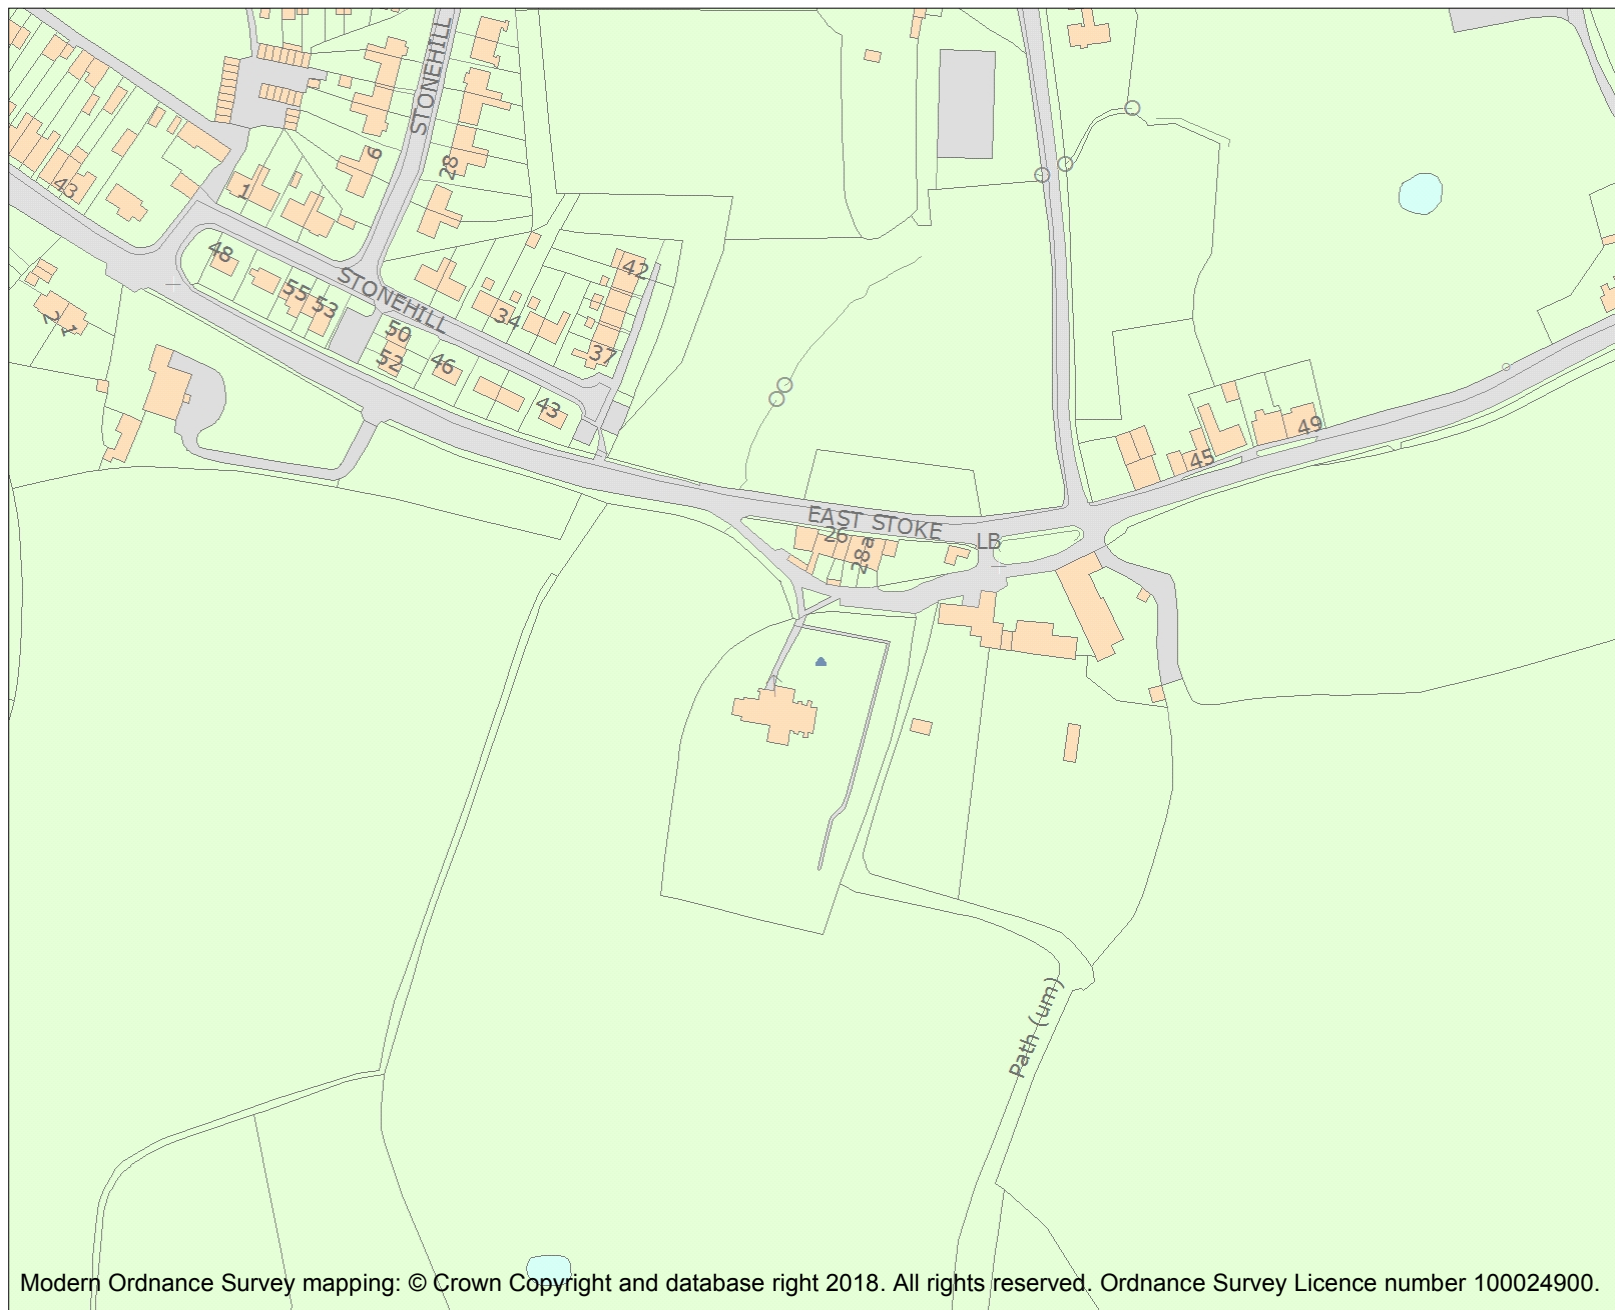 STONEHILL
6
28
43
1
48
STONEHILL
55
53
42
34
50
52
46
37
43
2
1
49
45
EAST STOKE
26
28a
LB
Path (um)
Modern Ordnance Survey mapping: © Crown Copyright and database right 2018. All rights reserved. Ordnance Survey Licence number 100024900.